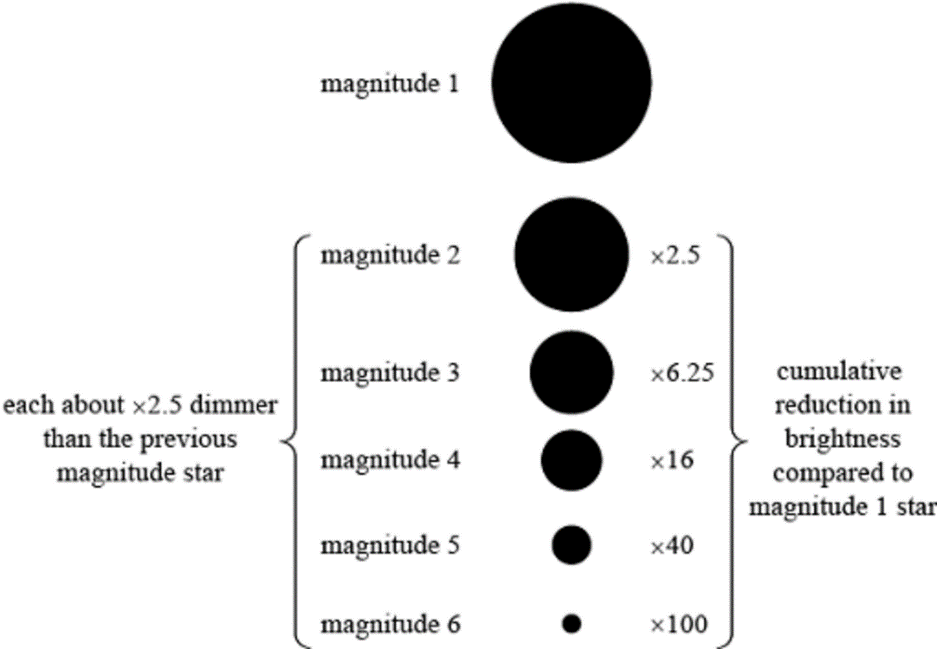 magnitude 1
magnitude 2 ×2.5
magnitude 3 ×6.25
magnitude 4 ×16
magnitude 5 ×40
magnitude 6 ×100
each about ×2.5 dimmer
than the previous
magnitude star
cumulative
reduction in
brightness
compared to
magnitude 1 star